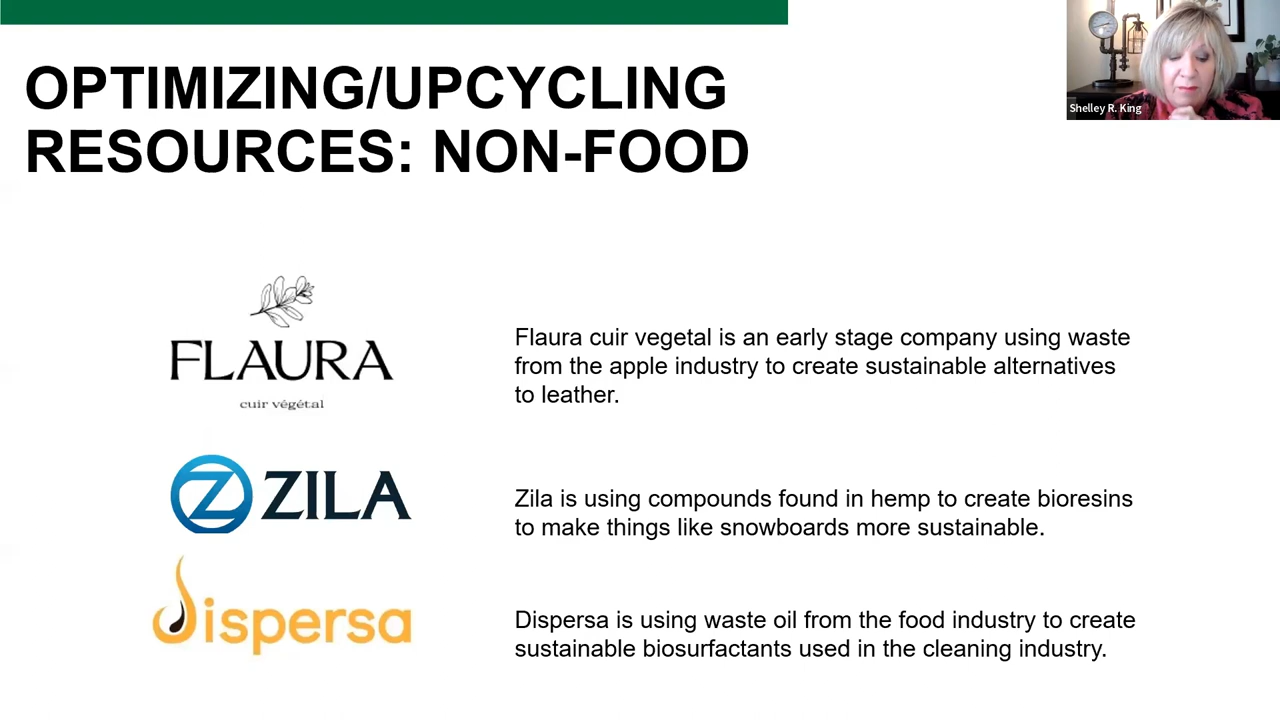 OPTIMIZING/UPCYCLING
RESOURCES: NON-FOOD
Shelley R. King
FLAURA
cuir végétal
Flaura cuir vegetal is an early stage company using waste
from the apple industry to create sustainable alternatives
to leather.
Z ZILA
Zila is using compounds found in hemp to create bioresins
to make things like snowboards more sustainable.
dispersa
Dispersa is using waste oil from the food industry to create
sustainable biosurfactants used in the cleaning industry.